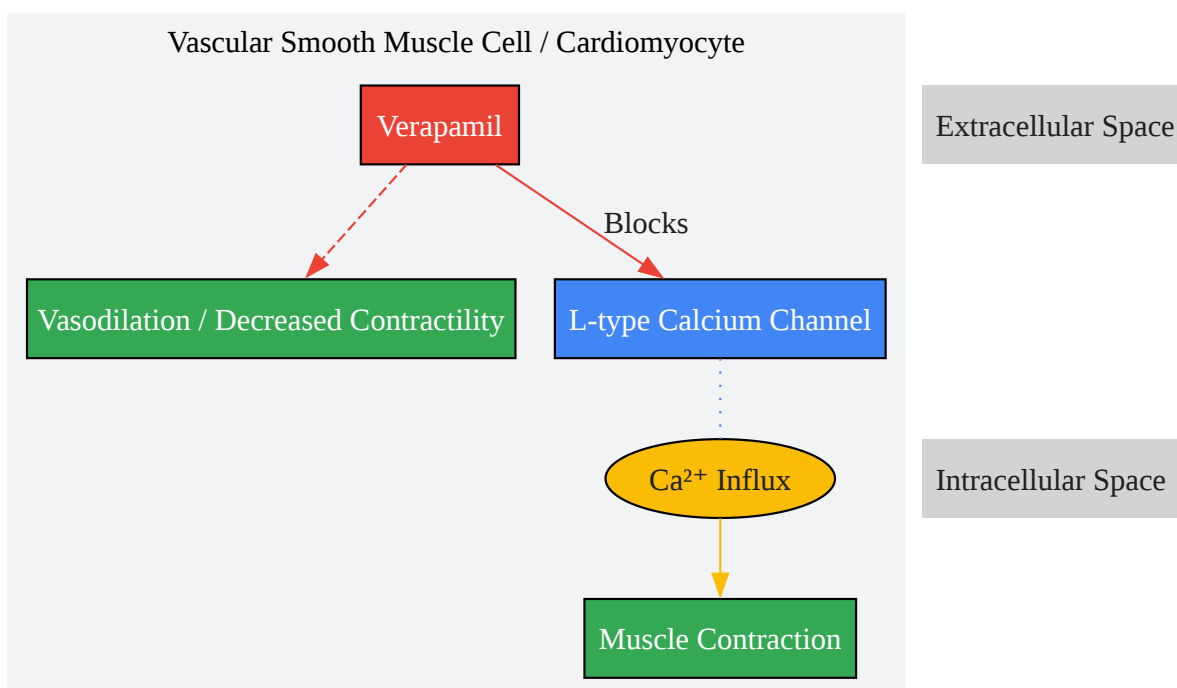 Vascular Smooth Muscle Cell / Cardiomyocyte
Verapamil
Extracellular Space
Blocks
Vasodilation / Decreased Contractility
L-type Calcium Channel
Ca²⁺ Influx
Intracellular Space
Muscle Contraction